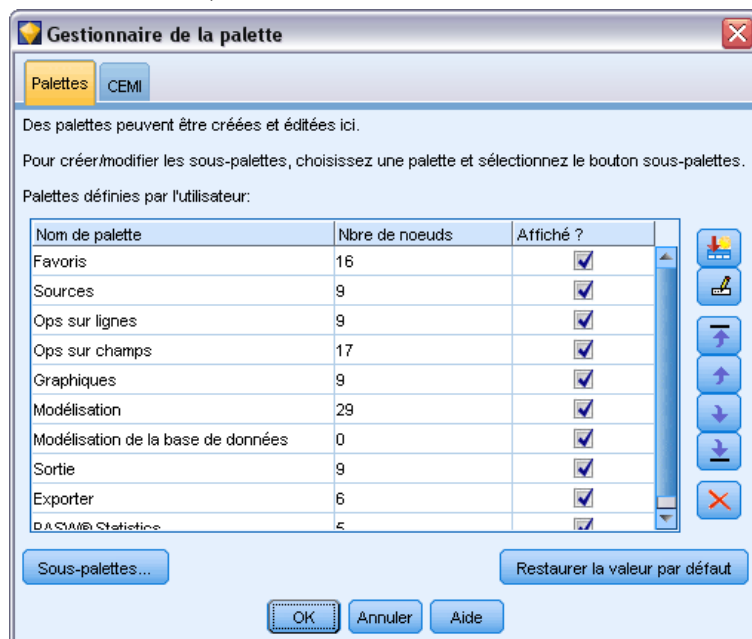 Gestionnaire de la palette
Palettes
CEMI
Des palettes peuvent être créées et éditées ici.
Pour créer/modifier les sous-palettes, choisissez une palette et sélectionnez le bouton sous-palettes.
Palettes définies par l'utilisateur:
Nom de palette Nbre de noeuds Affiché ?
Favoris 16
Sources 9
Ops sur lignes 9
Ops sur champs 17
Graphiques 9
Modélisation 29
Modélisation de la base de données 0
Sortie 9
Exporter 6
PASW® Statistics 5
Sous-palettes... Restaurer la valeur par défaut
OK Annuler Aide